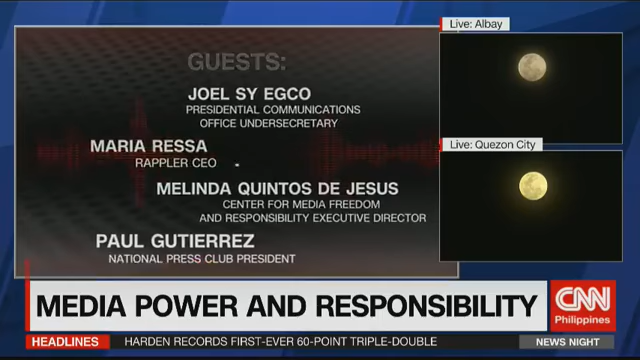 GUESTS:
JOEL SY EGCO
PRESIDENTIAL COMMUNICATIONS
OFFICE UNDERSECRETARY
MARIA RESSA
RAPPLER CEO
MELINDA QUINTOS DE JESUS
CENTER FOR MEDIA FREEDOM
AND RESPONSIBILITY EXECUTIVE DIRECTOR
PAUL GUTIERREZ
NATIONAL PRESS CLUB PRESIDENT
Live: Albay
Live: Quezon City
MEDIA POWER AND RESPONSIBILITY
CNN
Philippines
HEADLINES HARDEN RECORDS FIRST-EVER 60-POINT TRIPLE-DOUBLE NEWS NIGHT